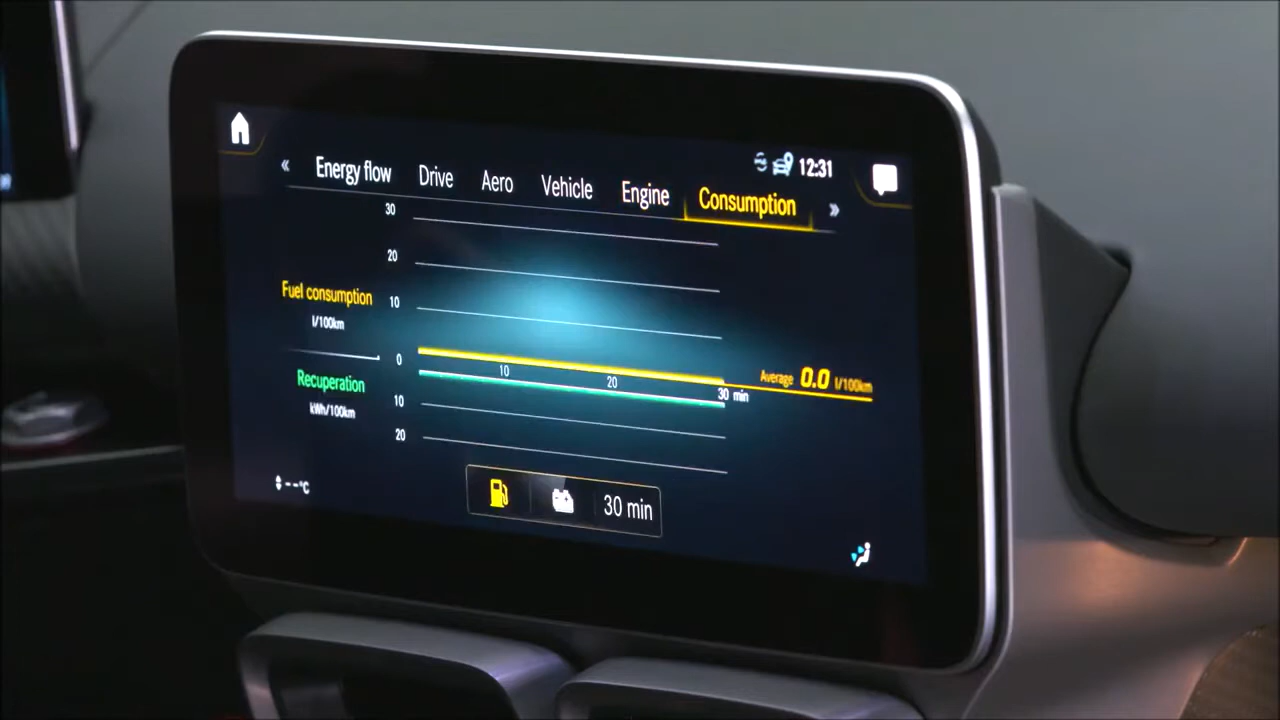 12:31
« Energy flow Drive Aero Vehicle Engine Consumption »
30
20
Fuel consumption
l/100km
10
0
10 20 30 min
Average 0.0 l/100km
Recuperation
kWh/100km
10
20
30 min
--°C